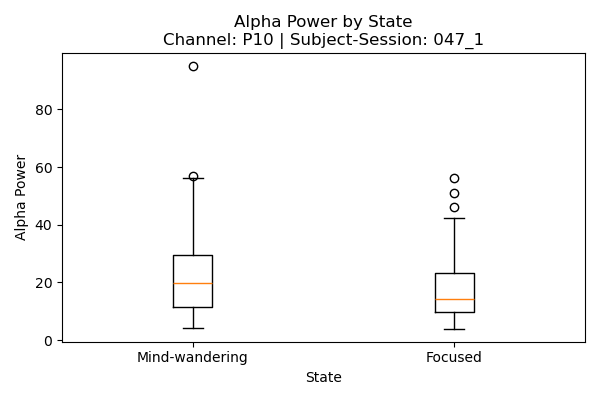 Alpha Power by State
Channel: P10 | Subject-Session: 047_1
Alpha Power
80
60
40
20
0
Mind-wandering
Focused
State